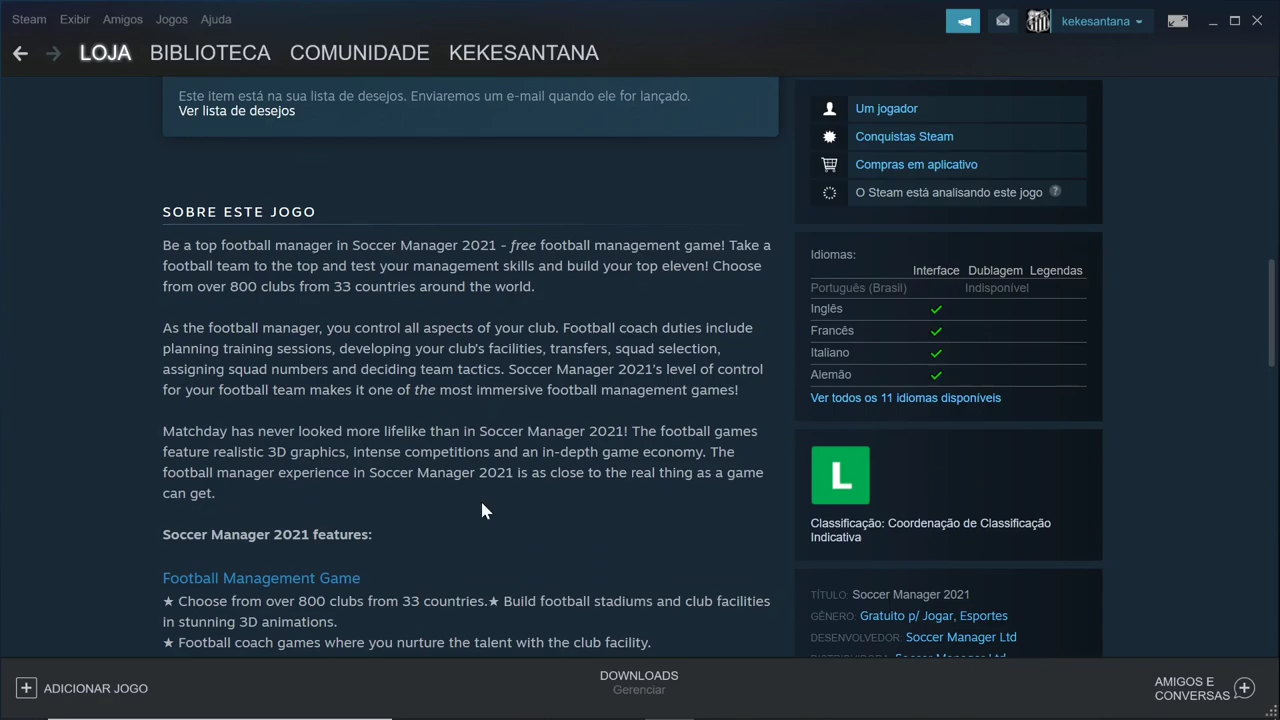 Steam Exibir Amigos Jogos Ajuda
kekesantana
LOJA BIBLIOTECA COMUNIDADE KEKESANTANA
Este item está na sua lista de desejos. Enviaremos um e-mail quando ele for lançado.
Ver lista de desejos
SOBRE ESTE JOGO
Be a top football manager in Soccer Manager 2021 - free football management game! Take a
football team to the top and test your management skills and build your top eleven! Choose
from over 800 clubs from 33 countries around the world.
As the football manager, you control all aspects of your club. Football coach duties include
planning training sessions, developing your club's facilities, transfers, squad selection,
assigning squad numbers and deciding team tactics. Soccer Manager 2021's level of control
for your football team makes it one of the most immersive football management games!
Matchday has never looked more lifelike than in Soccer Manager 2021! The football games
feature realistic 3D graphics, intense competitions and an in-depth game economy. The
football manager experience in Soccer Manager 2021 is as close to the real thing as a game
can get.
Soccer Manager 2021 features:
Football Management Game
★ Choose from over 800 clubs from 33 countries.★ Build football stadiums and club facilities
in stunning 3D animations.
★ Football coach games where you nurture the talent with the club facility.
Um jogador
Conquistas Steam
Compras em aplicativo
O Steam está analisando este jogo ?
Idiomas:
Interface Dublagem Legendas
Português (Brasil) Indisponível
Inglês ✓
Francês ✓
Italiano ✓
Alemão ✓
Ver todos os 11 idiomas disponíveis
L
Classificação: Coordenação de Classificação
Indicativa
TÍTULO: Soccer Manager 2021
GÊNERO: Gratuito p/ Jogar, Esportes
DESENVOLVEDOR: Soccer Manager Ltd
DISTRIBUIDORA: Soccer Manager Ltd
ADICIONAR JOGO
DOWNLOADS
Gerenciar
AMIGOS E
CONVERSAS